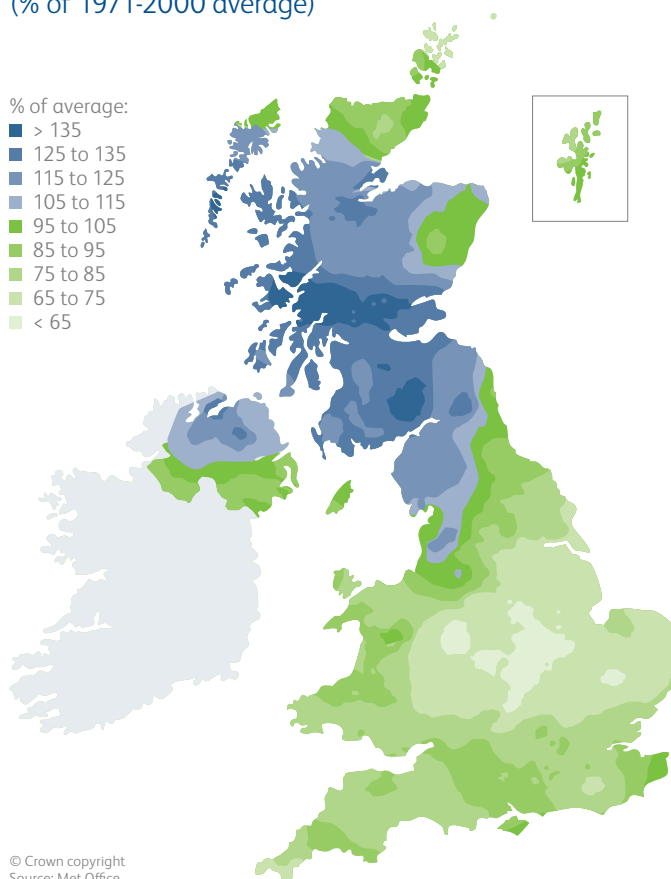 (% of 1971-2000 average)
% of average:
> 135
125 to 135
115 to 125
105 to 115
95 to 105
85 to 95
75 to 85
65 to 75
< 65
© Crown copyright
Source: Met Office